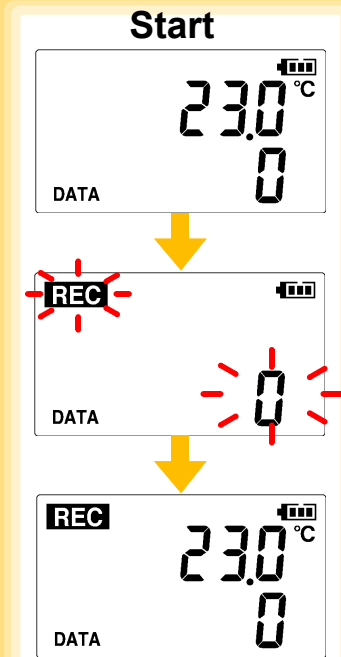 Start
23.0 °C
0
DATA
REC
0
DATA
REC
23.0 °C
0
DATA